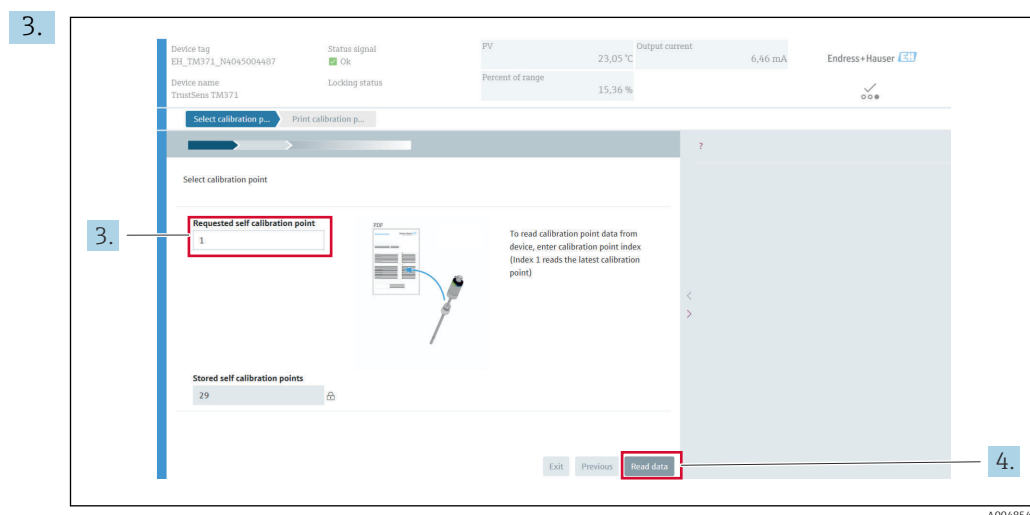 3.
Device tag
EH_TM371_N4045004487
Status signal
Ok
PV
23,05 °C
Output current
6,46 mA
Endress+Hauser
Device name
TrustSens TM371
Locking status
Percent of range
15,36 %
Select calibration p...
Print calibration p...
?
Select calibration point
3.
Requested self calibration point
1
PDF
To read calibration point data from
device, enter calibration point index
(Index 1 reads the latest calibration
point)
<
>
Stored self calibration points
29
Exit
Previous
Read data
4.